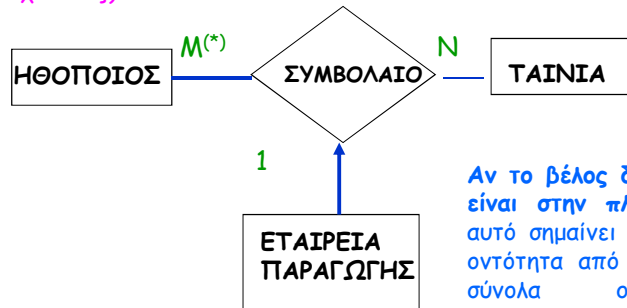 M(*)
N
ΗΘΟΠΟΙΟΣ
ΣΥΜΒΟΛΑΙΟ
ΤΑΙΝΙΑ
1
ΕΤΑΙΡΕΙΑ
ΠΑΡΑΓΩΓΗΣ
Αν το βέλος
είναι στην
αυτό σημαίνει
οντότητα από
σύνολα